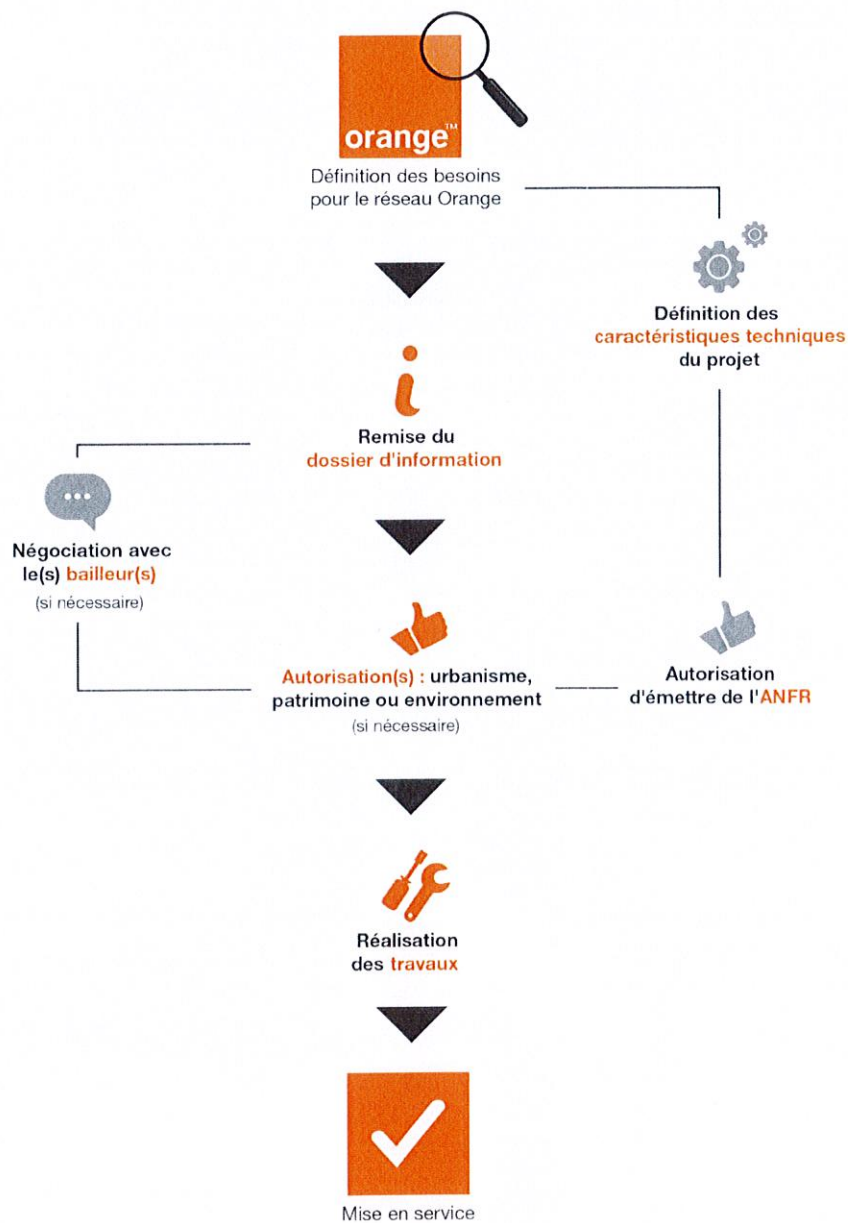 orange™
Définition des besoins
pour le réseau Orange
Définition des
caractéristiques techniques
du projet
Remise du
dossier d'information
Négociation avec
le(s) bailleur(s)
(si nécessaire)
Autorisation(s) : urbanisme,
patrimoine ou environnement
(si nécessaire)
Autorisation
d'émettre de l'ANFR
Réalisation
des travaux
Mise en service